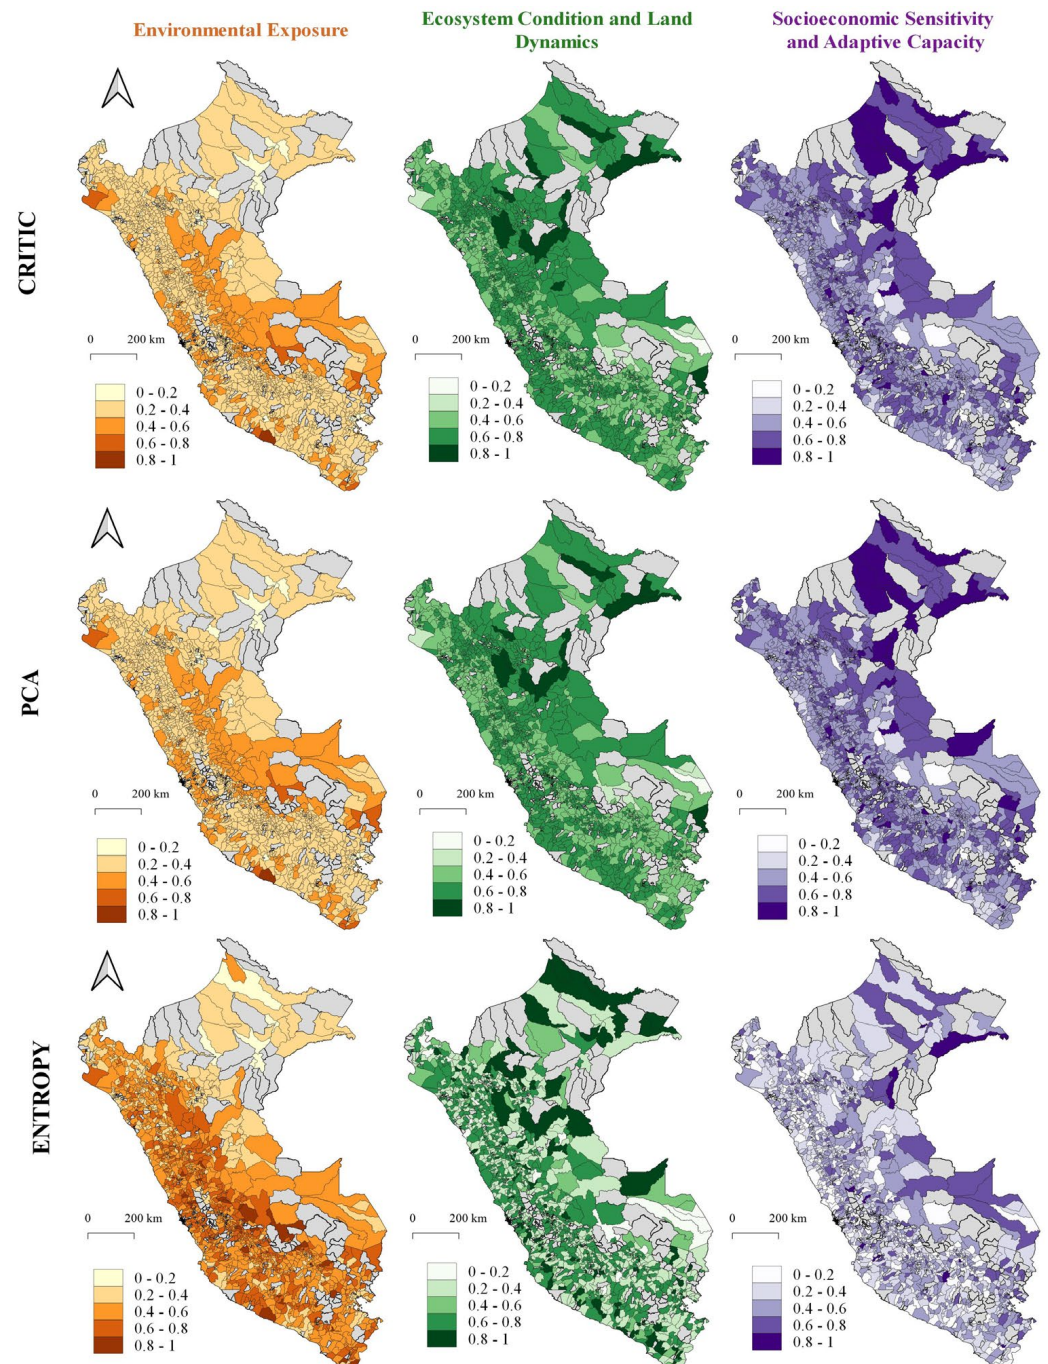 Environmental Exposure
Ecosystem Condition and Land
Dynamics
Socioeconomic Sensitivity
and Adaptive Capacity
CRITIC
0 200 km
0 - 0.2
0.2 - 0.4
0.4 - 0.6
0.6 - 0.8
0.8 - 1
0 200 km
0 - 0.2
0.2 - 0.4
0.4 - 0.6
0.6 - 0.8
0.8 - 1
0 200 km
0 - 0.2
0.2 - 0.4
0.4 - 0.6
0.6 - 0.8
0.8 - 1
PCA
0 200 km
0 - 0.2
0.2 - 0.4
0.4 - 0.6
0.6 - 0.8
0.8 - 1
0 200 km
0 - 0.2
0.2 - 0.4
0.4 - 0.6
0.6 - 0.8
0.8 - 1
0 200 km
0 - 0.2
0.2 - 0.4
0.4 - 0.6
0.6 - 0.8
0.8 - 1
ENTROPY
0 200 km
0 - 0.2
0.2 - 0.4
0.4 - 0.6
0.6 - 0.8
0.8 - 1
0 200 km
0 - 0.2
0.2 - 0.4
0.4 - 0.6
0.6 - 0.8
0.8 - 1
0 200 km
0 - 0.2
0.2 - 0.4
0.4 - 0.6
0.6 - 0.8
0.8 - 1